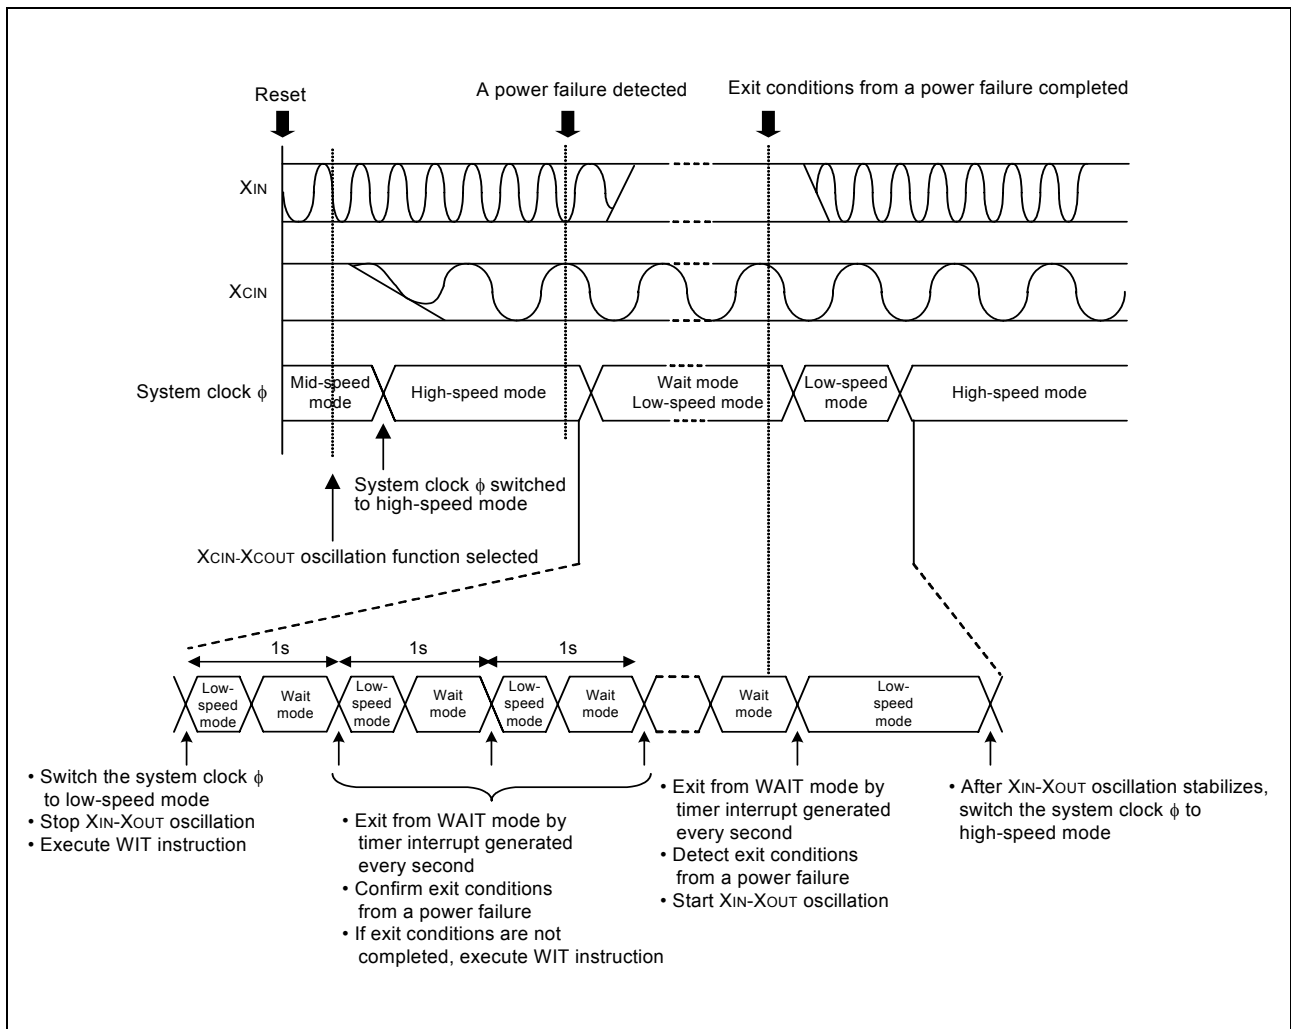 Reset
A power failure detected
Exit conditions from a power failure completed
XIN
XCIN
System clock ϕ
Mid-speed
mode
High-speed mode
Wait mode
Low-speed mode
Low-speed
mode
High-speed mode
System clock ϕ switched
to high-speed mode
XCIN-XCOUT oscillation function selected
1s
1s
1s
Low-
speed
mode
Wait
mode
Low-
speed
mode
Wait
mode
Low-
speed
mode
Wait
mode
Wait
mode
Low-
speed
mode
• Switch the system clock ϕ
to low-speed mode
• Stop XIN-XOUT oscillation
• Execute WIT instruction
• Exit from WAIT mode by
timer interrupt generated
every second
• Confirm exit conditions
from a power failure
• If exit conditions are not
completed, execute WIT instruction
• Exit from WAIT mode by
timer interrupt generated
every second
• Detect exit conditions
from a power failure
• Start XIN-XOUT oscillation
• After XIN-XOUT oscillation stabilizes,
switch the system clock ϕ to
high-speed mode